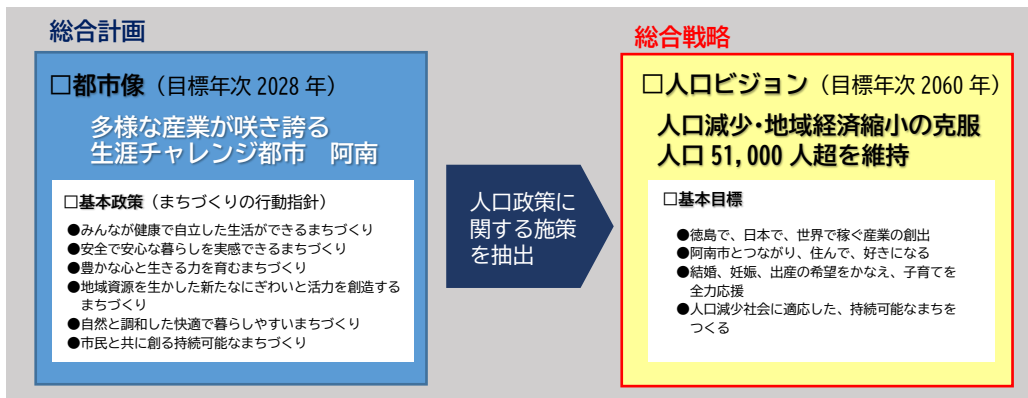 総合計画
□都市像（目標年次 2028 年）
多様な産業が咲き誇る
生涯チャレンジ都市　阿南
□基本政策（まちづくりの行動指針）
●みんなが健康で自立した生活ができるまちづくり
●安全で安心な暮らしを実感できるまちづくり
●豊かな心と生きる力を育むまちづくり
●地域資源を生かした新たなにぎわいと活力を創造する
まちづくり
●自然と調和した快適で暮らしやすいまちづくり
●市民と共に創る持続可能なまちづくり
人口政策に
関する施策
を抽出
総合戦略
□人口ビジョン（目標年次 2060 年）
人口減少・地域経済縮小の克服
人口 51,000 人超を維持
□基本目標
●徳島で、日本で、世界で稼ぐ産業の創出
●阿南市とつながり、住んで、好きになる
●結婚、妊娠、出産の希望をかなえ、子育てを
全力応援
●人口減少社会に適応した、持続可能なまちを
つくる